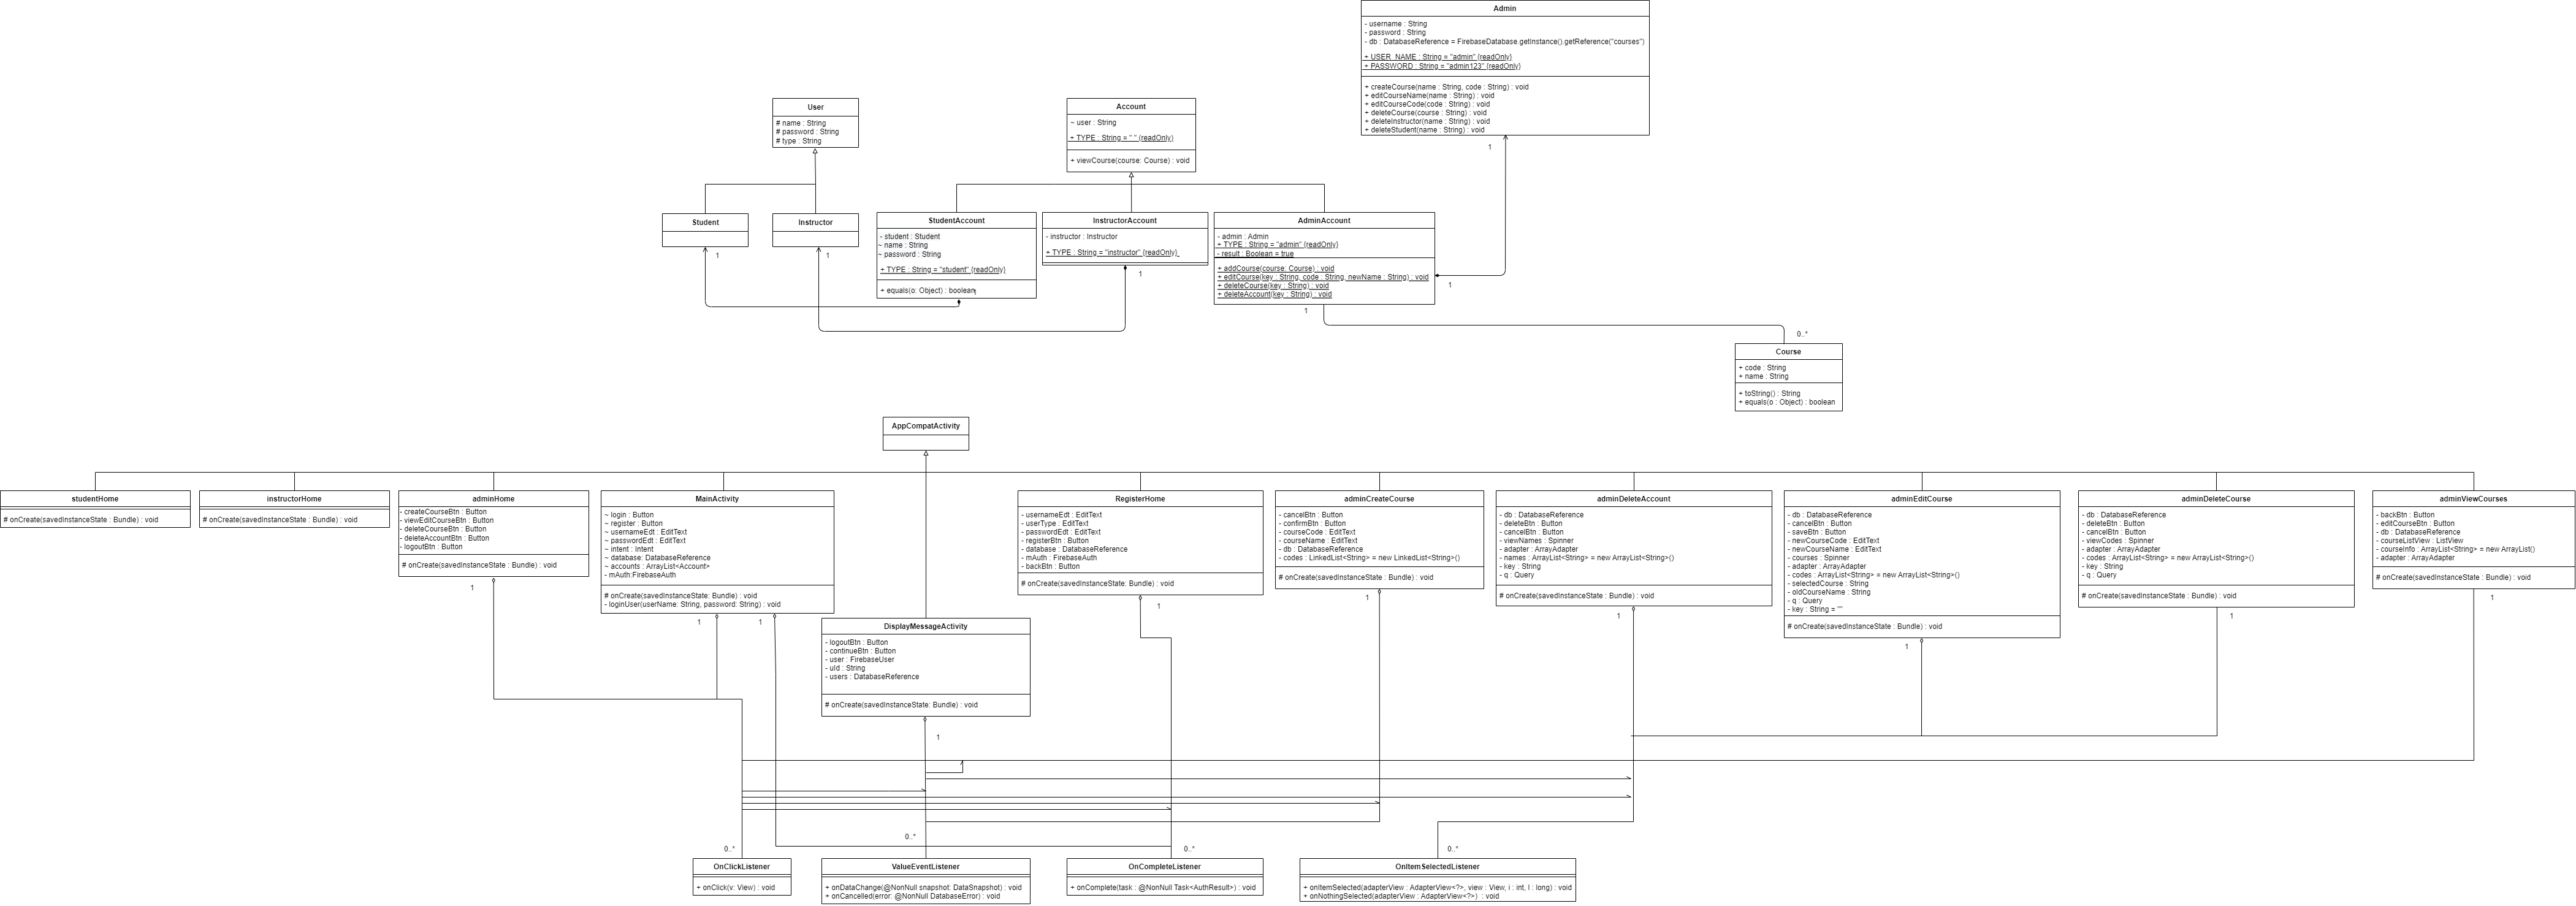 Admin
- username : String
- password : String
- db : DatabaseReference = FirebaseDatabase.getInstance().getReference("courses")
+ USER_NAME : String = "admin" {readOnly}
+ PASSWORD : String = "admin123" {readOnly}
+ createCourse(name : String, code : String) : void
+ editCourseName(name : String) : void
+ editCourseCode(code : String) : void
+ deleteCourse(course : String) : void
+ deleteInstructor(name : String) : void
+ deleteStudent(name : String) : void
1
User
# name : String
# password : String
# type : String
Account
~ user : String
+ TYPE : String = " " {readOnly}
+ viewCourse(course: Course) : void
Student
1
Instructor
1
StudentAccount
- student : Student
~ name : String
~ password : String
+ TYPE : String = "student" {readOnly}
+ equals(o: Object) : boolean
1
InstructorAccount
- instructor : Instructor
+ TYPE : String = "instructor" {readOnly}
1
AdminAccount
- admin : Admin
+ TYPE : String = "admin" {readOnly}
- result : Boolean = true
+ addCourse(course: Course) : void
+ editCourse(key : String, code : String, newName : String) : void
+ deleteCourse(key : String) : void
+ deleteAccount(key : String) : void
1
1
0..*
Course
+ code : String
+ name : String
+ toString() : String
+ equals(o : Object) : boolean
AppCompatActivity
studentHome
# onCreate(savedInstanceState : Bundle) : void
instructorHome
# onCreate(savedInstanceState : Bundle) : void
adminHome
- createCourseBtn : Button
- viewEditCourseBtn : Button
- deleteCourseBtn : Button
- deleteAccountBtn : Button
- logoutBtn : Button
# onCreate(savedInstanceState : Bundle) : void
1
MainActivity
~ login : Button
~ register : Button
~ usernameEdt : EditText
~ passwordEdt : EditText
~ intent : Intent
~ database : DatabaseReference
~ accounts : ArrayList<Account>
- mAuth:FirebaseAuth
# onCreate(savedInstanceState: Bundle) : void
- loginUser(userName: String, password: String) : void
1
1
DisplayMessageActivity
- logoutBtn : Button
- continueBtn : Button
- user : FirebaseUser
- uId : String
- users : DatabaseReference
# onCreate(savedInstanceState: Bundle) : void
1
RegisterHome
- usernameEdt : EditText
- userType : EditText
- passwordEdt : EditText
- registerBtn : Button
- database : DatabaseReference
- mAuth : FirebaseAuth
- backBtn : Button
# onCreate(savedInstanceState: Bundle) : void
1
adminCreateCourse
- cancelBtn : Button
- confirmBtn : Button
- courseCode : EditText
- courseName : EditText
- db : DatabaseReference
- codes : LinkedList<String> = new LinkedList<String>()
# onCreate(savedInstanceState : Bundle) : void
1
adminDeleteAccount
- db : DatabaseReference
- deleteBtn : Button
- cancelBtn : Button
- viewNames : Spinner
- adapter : ArrayAdapter
- names : ArrayList<String> = new ArrayList<String>()
- key : String
- q : Query
# onCreate(savedInstanceState : Bundle) : void
1
adminEditCourse
- db : DatabaseReference
- cancelBtn : Button
- saveBtn : Button
- newCourseCode : EditText
- newCourseName : EditText
- courses : Spinner
- adapter : ArrayAdapter
- codes : ArrayList<String> = new ArrayList<String>()
- selectedCourse : String
- oldCourseName : String
- q : Query
- key : String = ""
# onCreate(savedInstanceState : Bundle) : void
1
adminDeleteCourse
- db : DatabaseReference
- deleteBtn : Button
- cancelBtn : Button
- viewCodes : Spinner
- adapter : ArrayAdapter
- codes : ArrayList<String> = new ArrayList<String>()
- key : String
- q : Query
# onCreate(savedInstanceState : Bundle) : void
1
adminViewCourses
- backBtn : Button
- editCourseBtn : Button
- db : DatabaseReference
- courseListView : ListView
- courseInfo : ArrayList<String> = new ArrayList()
- adapter : ArrayAdapter
# onCreate(savedInstanceState : Bundle) : void
1
0..*
OnClickListener
+ onClick(v: View) : void
0..*
ValueEventListener
+ onDataChange(@NonNull snapshot: DataSnapshot) : void
+ onCancelled(error: @NonNull DatabaseError) : void
0..*
OnCompleteListener
+ onComplete(task : @NonNull Task<AuthResult>) : void
0..*
OnItemSelectedListener
+ onItemSelected(adapterView : AdapterView<?>, view : View, i : int, l : long) : void
+ onNothingSelected(adapterView : AdapterView<?>) : void